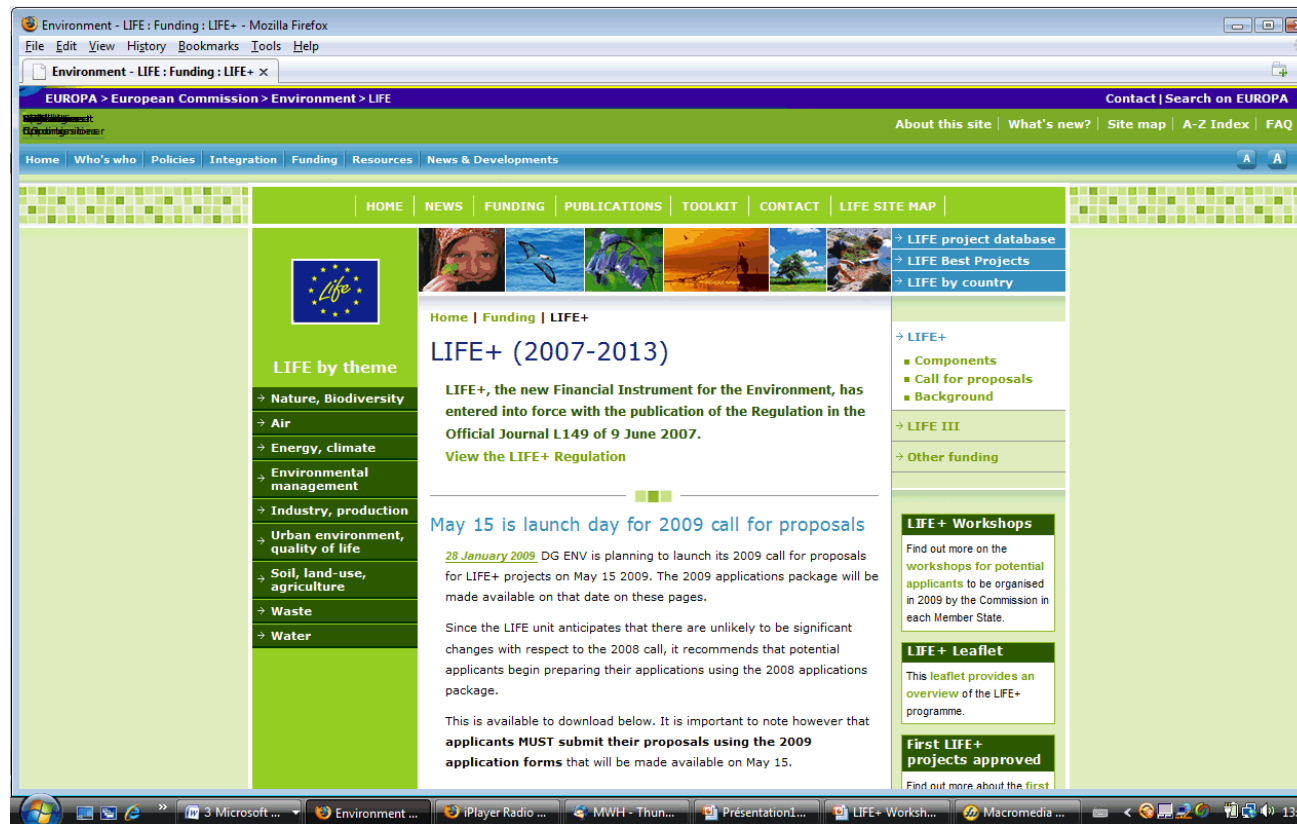 Environment - LIFE : Funding : LIFE+ - Mozilla Firefox
File Edit View History Bookmarks Tools Help
Environment - LIFE : Funding : LIFE+ ×
EUROPA > European Commission > Environment > LIFE
Contact | Search on EUROPA
About this site | What's new? | Site map | A-Z Index | FAQ
Home | Who's who | Policies | Integration | Funding | Resources | News & Developments
A A
HOME | NEWS | FUNDING | PUBLICATIONS | TOOLKIT | CONTACT | LIFE SITE MAP |
Life
LIFE by theme
Nature, Biodiversity
Air
Energy, climate
Environmental
management
Industry, production
Urban environment,
quality of life
Soil, land-use,
agriculture
Waste
Water
Home | Funding | LIFE+
LIFE+ (2007-2013)
LIFE+, the new Financial Instrument for the Environment, has
entered into force with the publication of the Regulation in the
Official Journal L149 of 9 June 2007.
View the LIFE+ Regulation
May 15 is launch day for 2009 call for proposals
28 January 2009 DG ENV is planning to launch its 2009 call for proposals
for LIFE+ projects on May 15 2009. The 2009 applications package will be
made available on that date on these pages.
Since the LIFE unit anticipates that there are unlikely to be significant
changes with respect to the 2008 call, it recommends that potential
applicants begin preparing their applications using the 2008 applications
package.
This is available to download below. It is important to note however that
applicants MUST submit their proposals using the 2009
application forms that will be made available on May 15.
LIFE project database
LIFE Best Projects
LIFE by country
LIFE+
Components
Call for proposals
Background
LIFE III
Other funding
LIFE+ Workshops
Find out more on the
workshops for potential
applicants to be organised
in 2009 by the Commission in
each Member State.
LIFE+ Leaflet
This leaflet provides an
overview of the LIFE+
programme.
First LIFE+
projects approved
Find out more about the first
3 Microsoft ...
Environment ...
iPlayer Radio ...
MWH - Thun...
Présentation1...
LIFE+ Worksh...
Macromedia ...
13: